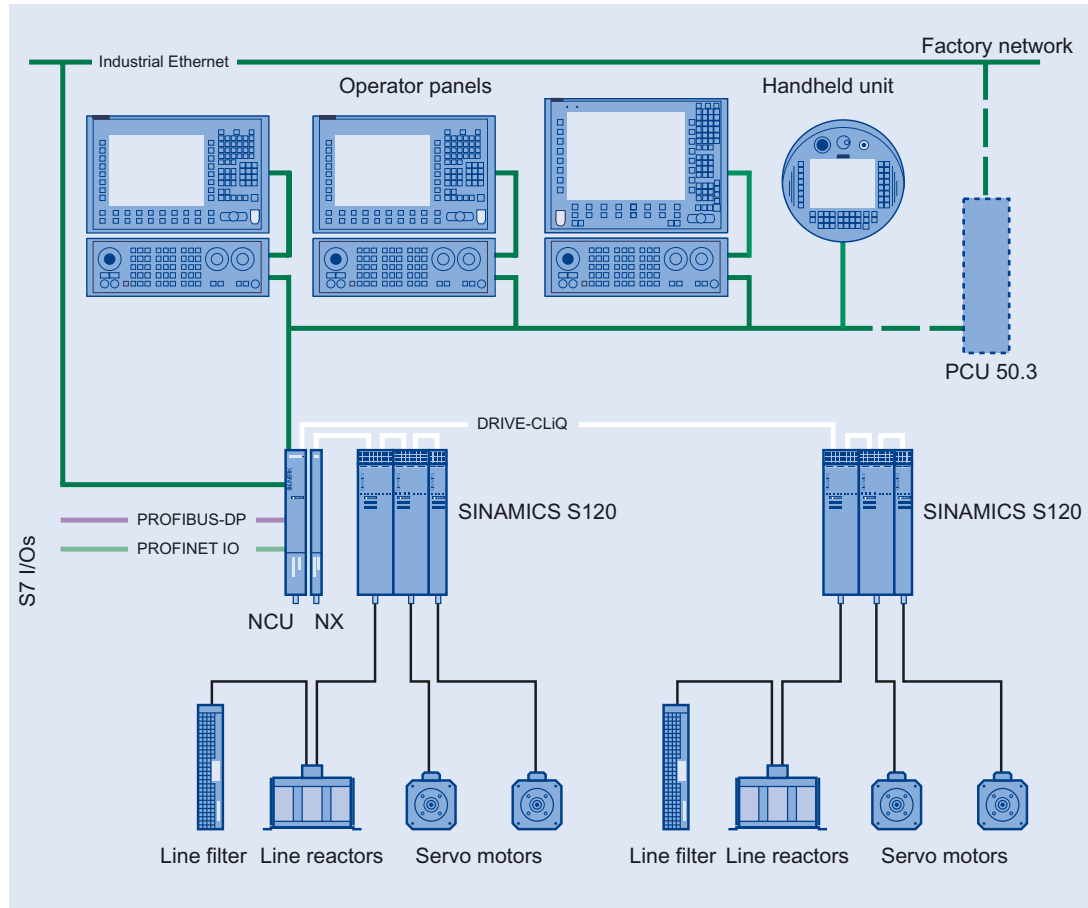 Factory network
Industrial Ethernet
Operator panels
Handheld unit
PCU 50.3
DRIVE-CLiQ
SINAMICS S120
SINAMICS S120
PROFIBUS-DP
PROFINET IO
S7 I/Os
NCU NX
Line filter Line reactors Servo motors
Line filter Line reactors Servo motors